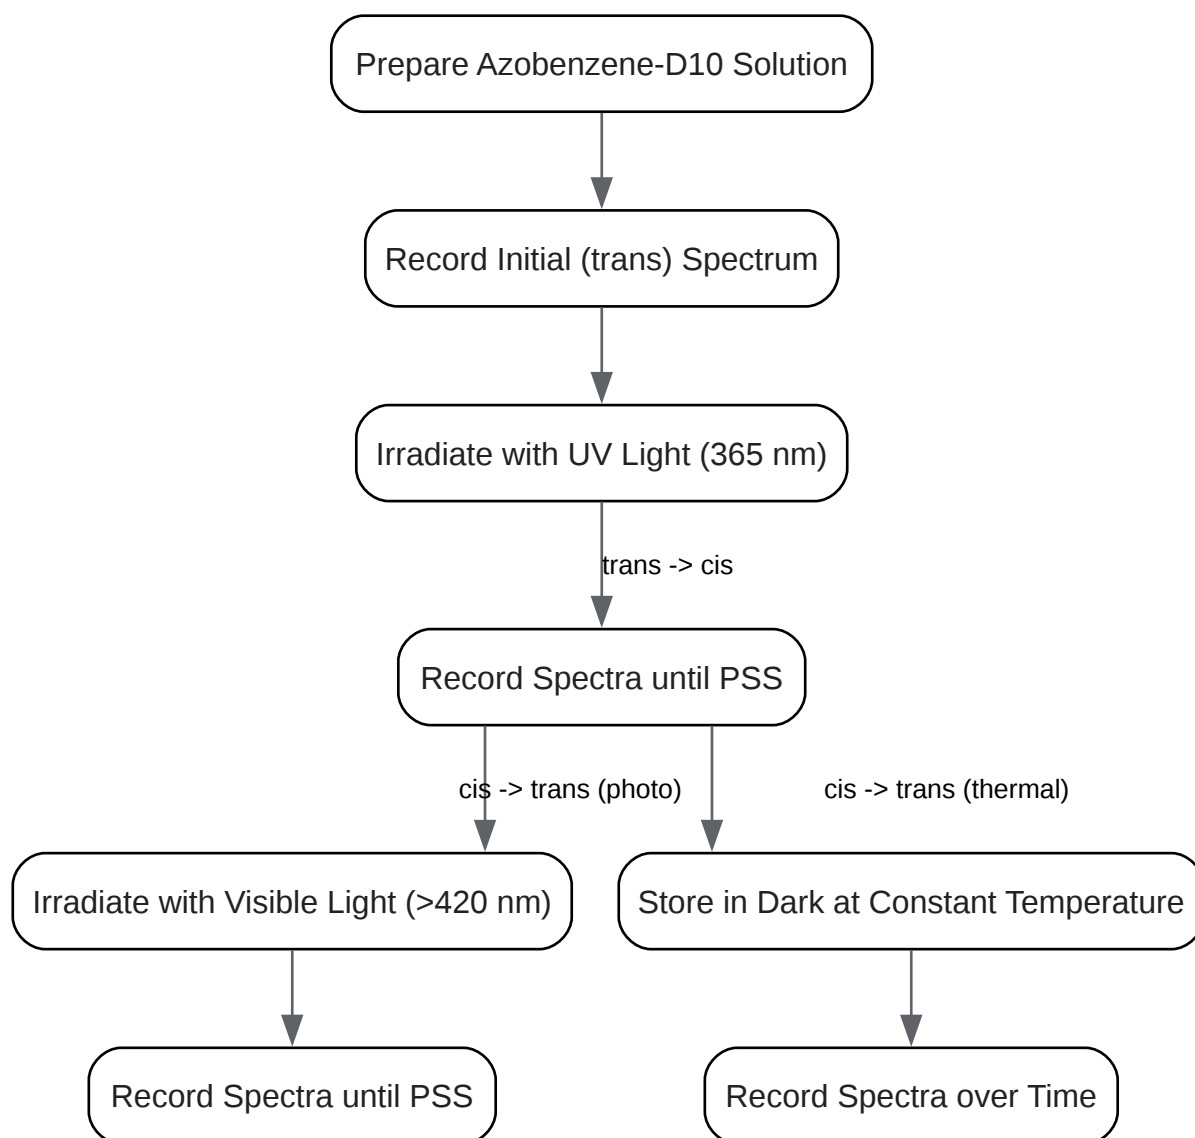 Prepare Azobenzene-D10 Solution
Record Initial (trans) Spectrum
Irradiate with UV Light (365 nm)
trans -> cis
Record Spectra until PSS
cis -> trans (photo)
cis -> trans (thermal)
Irradiate with Visible Light (>420 nm)
Store in Dark at Constant Temperature
Record Spectra until PSS
Record Spectra over Time